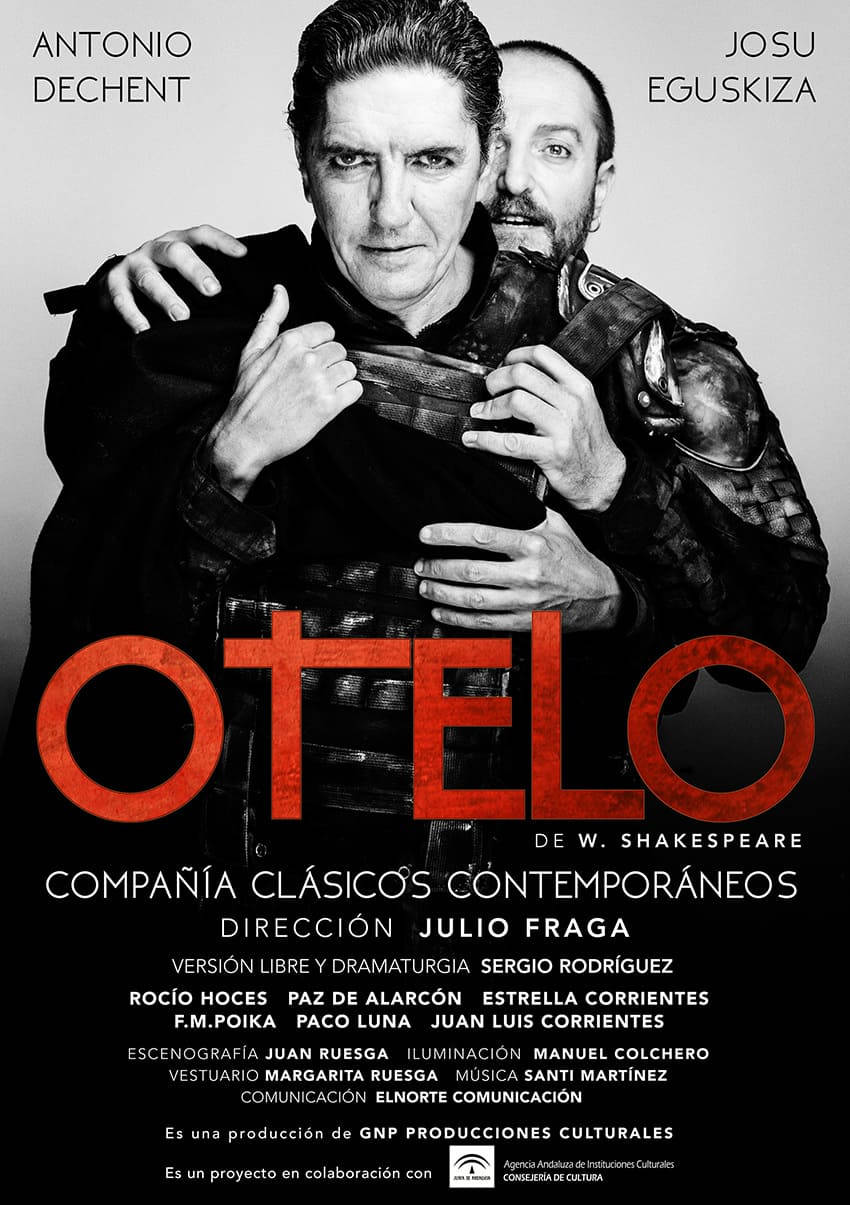 ANTONIO
DECHENT
JOSU
EGUSKIZA
OTELO
DE W. SHAKESPEARE
COMPAÑÍA CLÁSICOS CONTEMPORÁNEOS
DIRECCIÓN JULIO FRAGA
VERSIÓN LIBRE Y DRAMATURGIA SERGIO RODRÍGUEZ
ROCÍO HOCES PAZ DE ALARCÓN ESTRELLA CORRIENTES
F.M.POIKA PACO LUNA JUAN LUIS CORRIENTES
ESCENOGRAFÍA JUAN RUESGA ILUMINACIÓN MANUEL COLCHERO
VESTUARIO MARGARITA RUESGA MÚSICA SANTI MARTÍNEZ
COMUNICACIÓN ELNORTE COMUNICACIÓN
Es una producción de GNP PRODUCCIONES CULTURALES
Es un proyecto en colaboración con
JUNTA DE ANDALUCIA
Agencia Andaluza de Instituciones Culturales
CONSEJERÍA DE CULTURA